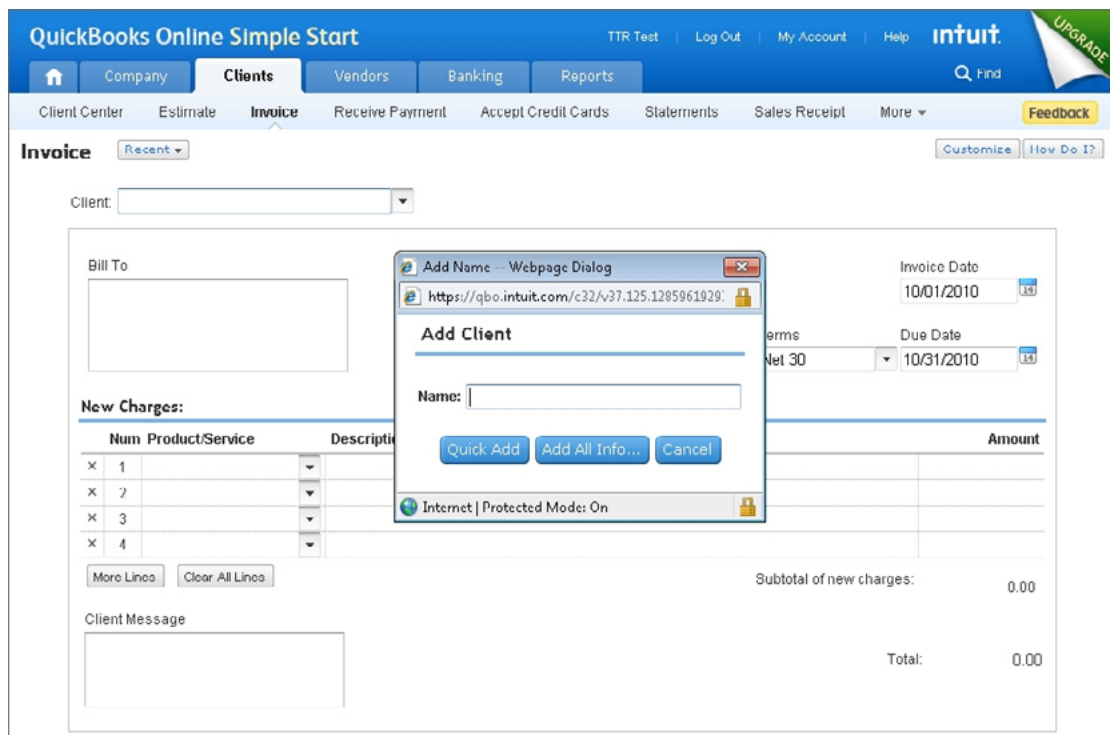 QuickBooks Online Simple Start
TTR Test | Log Out | My Account | Help
intuit.
UPGRADE
Company Clients Vendors Banking Reports
Find
Client Center Estimate Invoice Receive Payment Accept Credit Cards Statements Sales Receipt More
Feedback
Invoice
Recent
Customize How Do I?
Client:
Bill To
Invoice Date
10/01/2010
14
erms
Due Date
Net 30
10/31/2010
14
Add Name -- Webpage Dialog
https://qbo.intuit.com/c32/v37.125.1285961929
Add Client
Name:
Quick Add Add All Info... Cancel
Internet | Protected Mode: On
New Charges:
Num Product/Service Descripti Amount
× 1
× 2
× 3
× 4
More Lines Clear All Lines
Subtotal of new charges: 0.00
Client Message
Total: 0.00